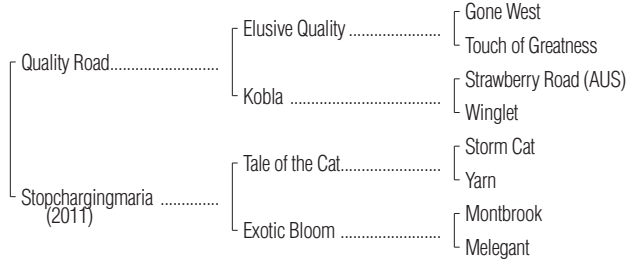 Gone West
Elusive Quality ......................
Touch of Greatness
Quality Road..........................
Strawberry Road (AUS)
Kobla ....................................
Winglet
Storm Cat
Tale of the Cat........................
Yarn
Stopchargingmaria ..............
(2011)
Montbrook
Exotic Bloom ........................
Melegant